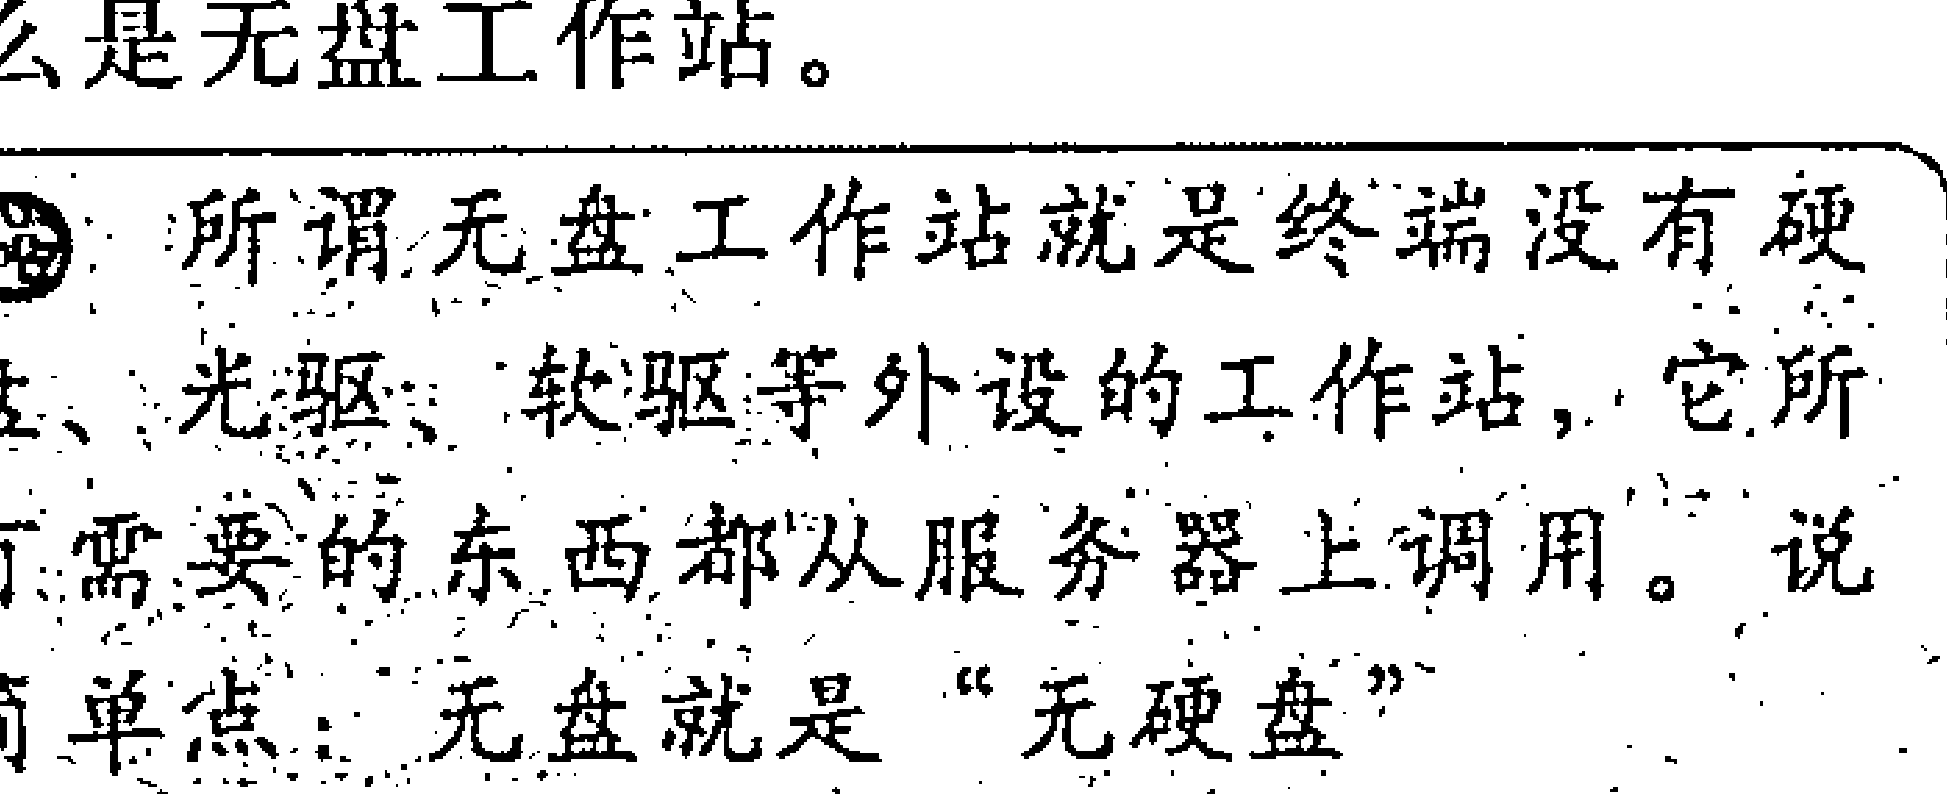 么是无盘工作站。
所谓无盘工作站就是终端没有硬
盘、光驱、软驱等外设的工作站，它所
有需要的东西都从服务器上调用。说
简单点：无盘就是“无硬盘”